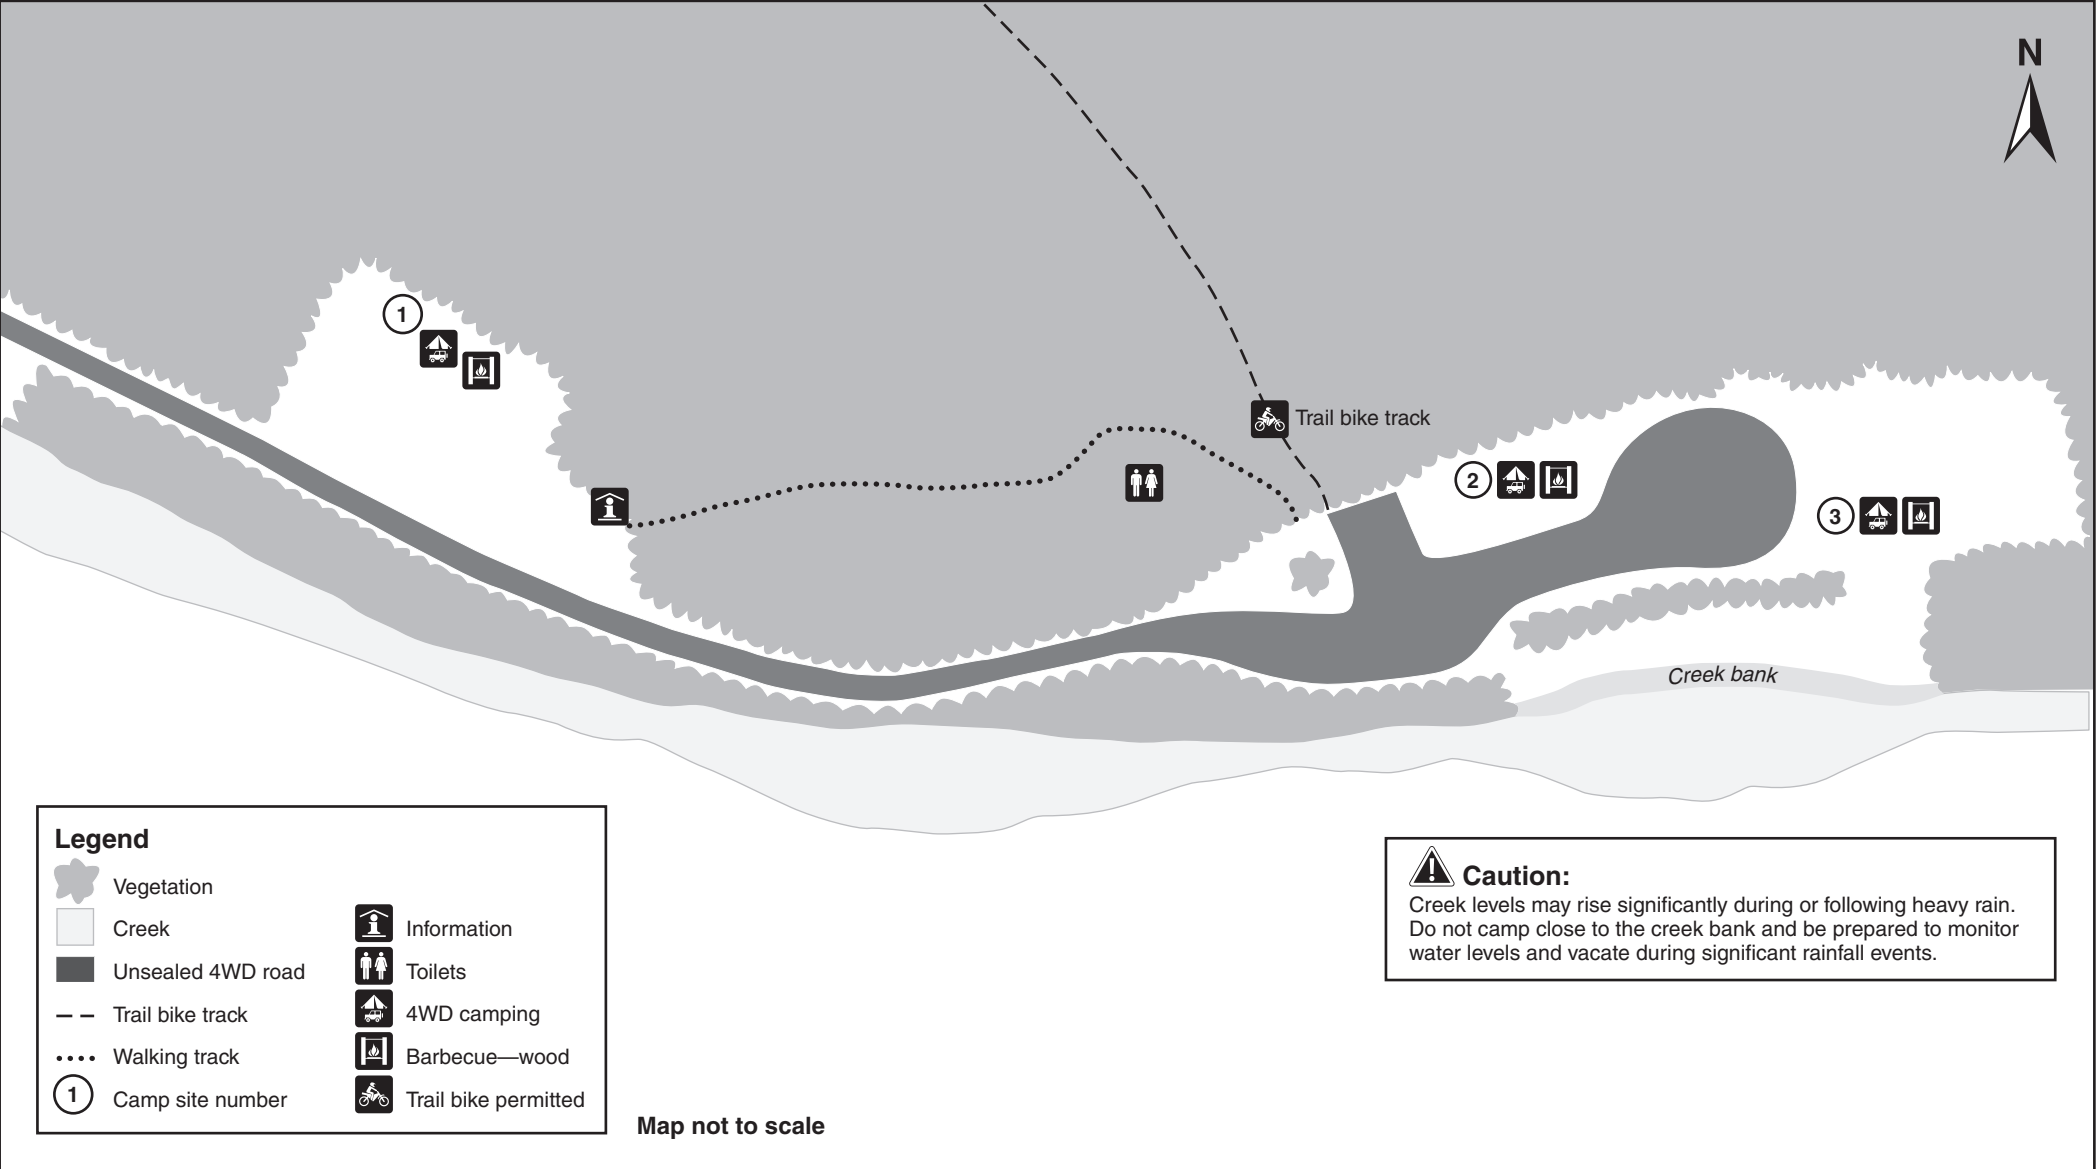 N
1
Trail bike track
2
3
Creek bank
Legend
Vegetation
Creek
Unsealed 4WD road
Trail bike track
Walking track
1 Camp site number
Information
Toilets
4WD camping
Barbecue—wood
Trail bike permitted
Map not to scale
Caution:
Creek levels may rise significantly during or following heavy rain.
Do not camp close to the creek bank and be prepared to monitor
water levels and vacate during significant rainfall events.